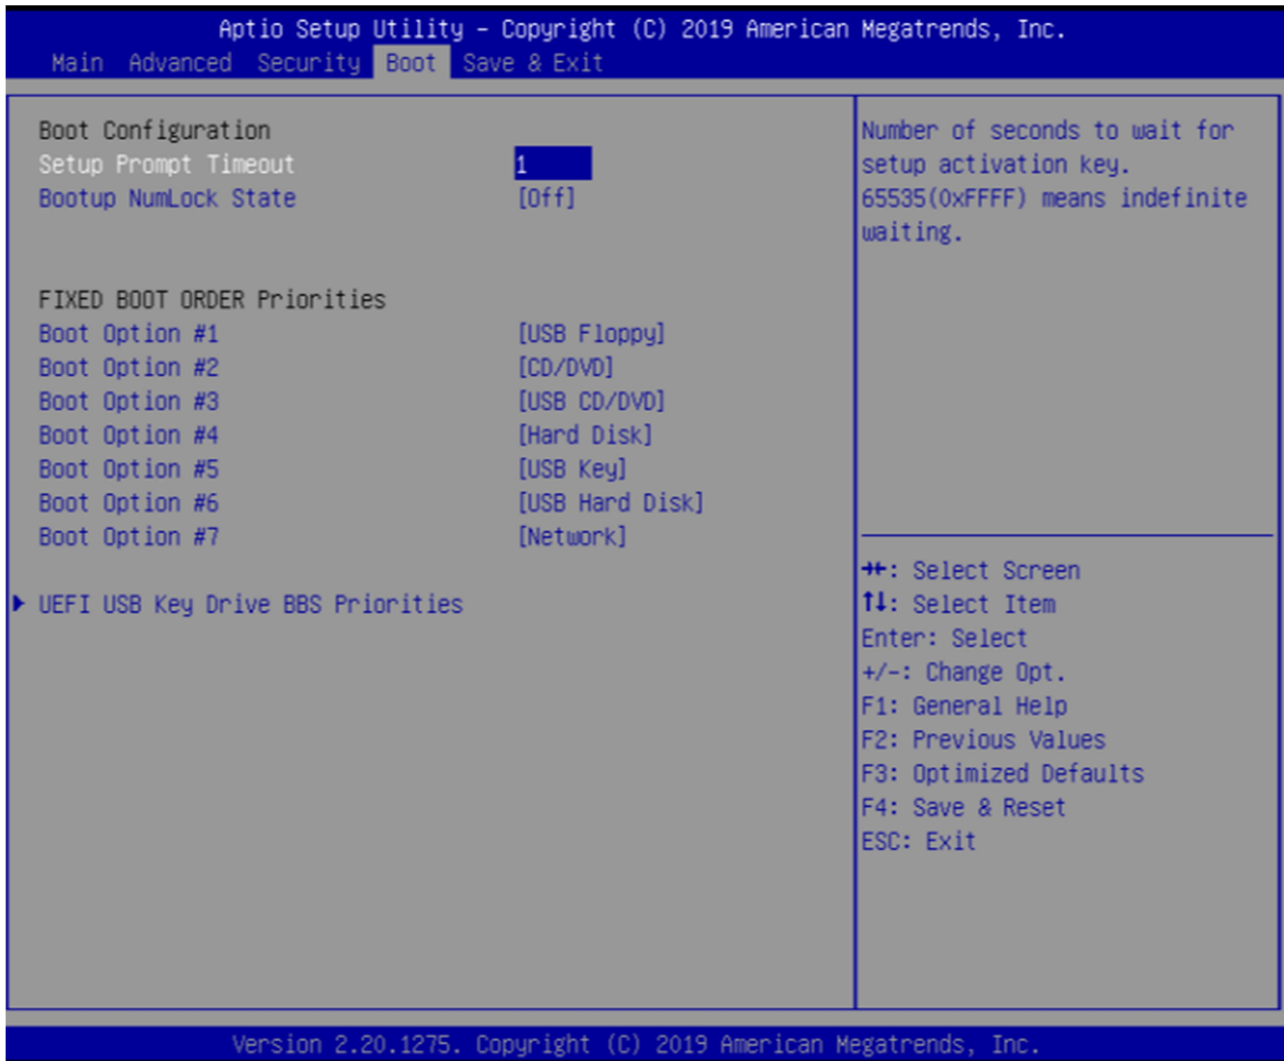 Aptio Setup Utility – Copyright (C) 2019 American Megatrends, Inc.
Main Advanced Security Boot Save & Exit
Boot Configuration
Setup Prompt Timeout 1
Bootup NumLock State [Off]
FIXED BOOT ORDER Priorities
Boot Option #1 [USB Floppy]
Boot Option #2 [CD/DVD]
Boot Option #3 [USB CD/DVD]
Boot Option #4 [Hard Disk]
Boot Option #5 [USB Key]
Boot Option #6 [USB Hard Disk]
Boot Option #7 [Network]
▶ UEFI USB Key Drive BBS Priorities
Number of seconds to wait for
setup activation key.
65535(0xFFFF) means indefinite
waiting.
→←: Select Screen
↑↓: Select Item
Enter: Select
+/-: Change Opt.
F1: General Help
F2: Previous Values
F3: Optimized Defaults
F4: Save & Reset
ESC: Exit
Version 2.20.1275. Copyright (C) 2019 American Megatrends, Inc.